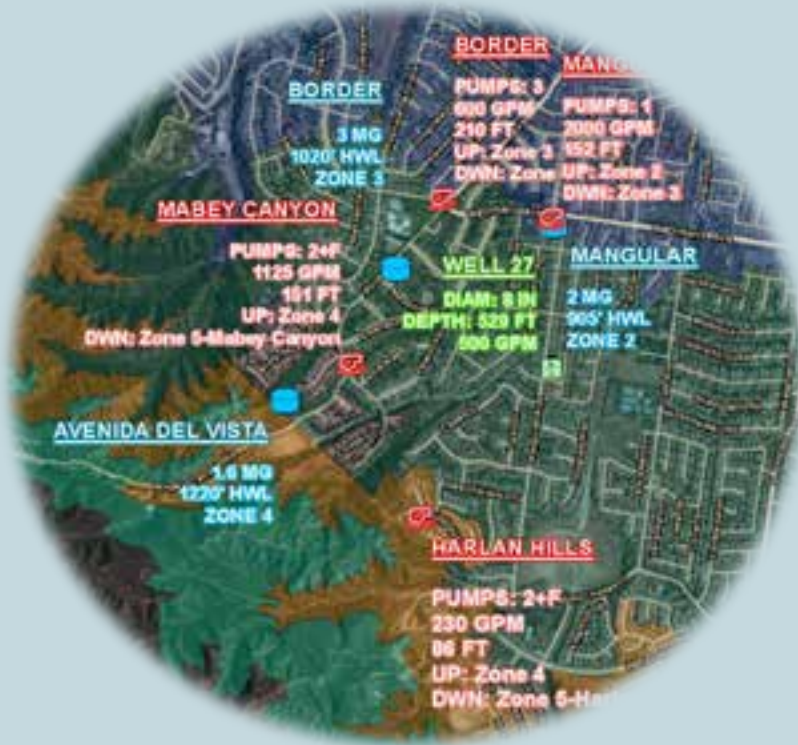 BORDER
3 MG
1020' HWL
ZONE 3
BORDER
PUMPS: 3
600 GPM
210 FT
UP: Zone 3
DWN: Zone
PUMPS: 1
2000 GPM
152 FT
UP: Zone 2
DWN: Zone 3
MABEY CANYON
PUMPS: 2+F
1125 GPM
UP: Zone 4
DWN: Zone 5-Mabey Canyon
WELL 27
DIAM: 8 IN
DEPTH: 520 FT
500 GPM
MANGULAR
2 MG
905' HWL
ZONE 2
AVENIDA DEL VISTA
1.6 MG
1220' HWL
ZONE 4
HARLAN HILLS
PUMPS: 2+F
230 GPM
86 FT
UP: Zone 4
DWN: Zone